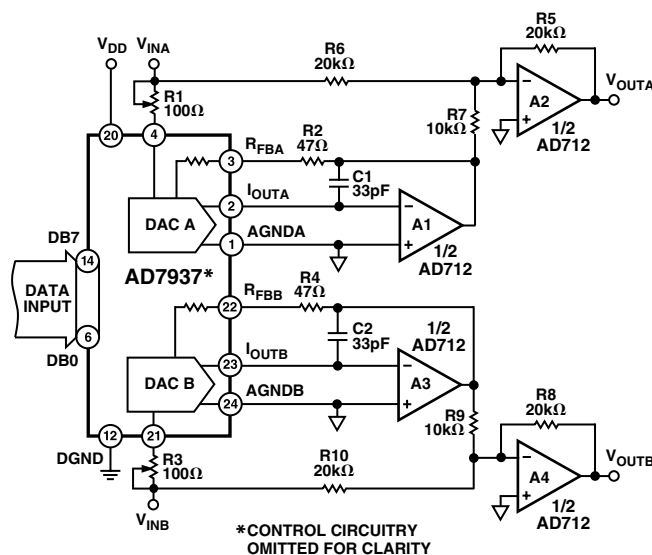 V_DD
V_INA
R1
100Ω
20
4
R6
20kΩ
R5
20kΩ
V_OUTA
A2
1/2
AD712
R7
10kΩ
3
R_FBA
R2
47Ω
C1
33pF
2
I_OUTA
1
AGNDA
A1
1/2
AD712
DAC A
AD7937*
DB7
14
DATA
INPUT
6
DB0
22
R_FBB
R4
47Ω
C2
33pF
23
I_OUTB
24
AGNDB
1/2
AD712
A3
DAC B
R9
10kΩ
R8
20kΩ
V_OUTB
A4
1/2
AD712
12
DGND
21
R3
100Ω
R10
20kΩ
V_INB
*CONTROL CIRCUITRY
OMITTED FOR CLARITY